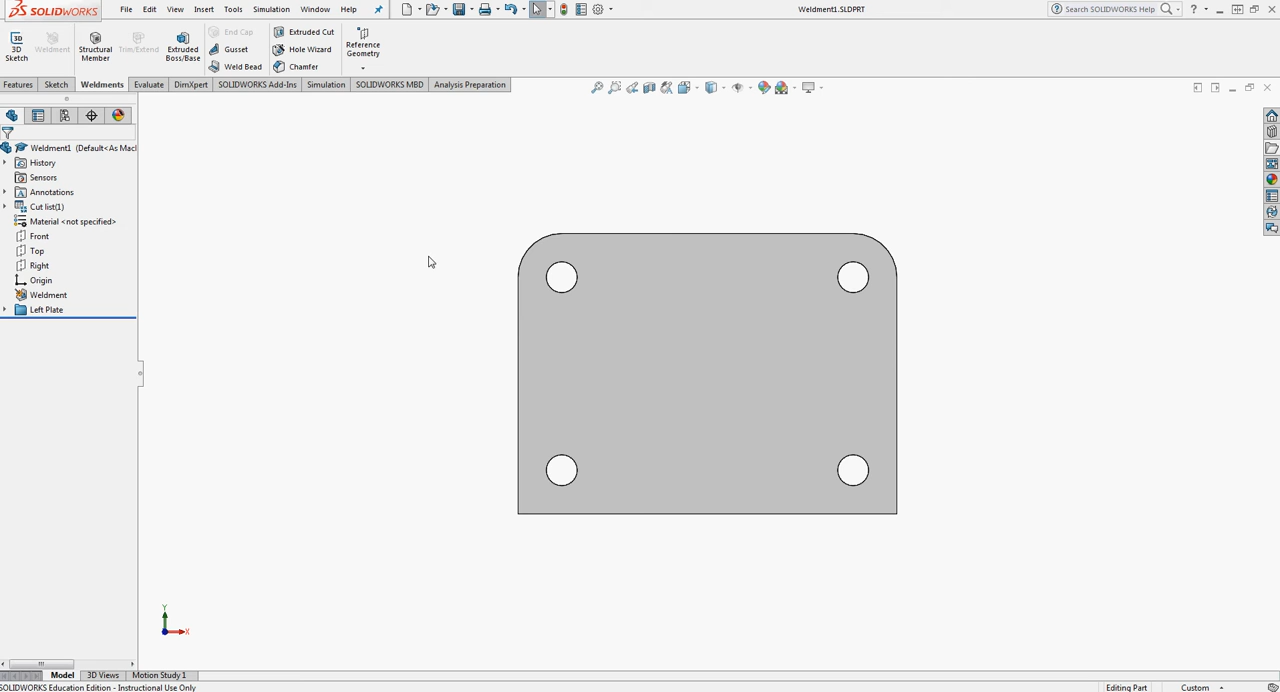 SOLIDWORKS File Edit View Insert Tools Simulation Window Help Weldment1.SLDPRT Search SOLIDWORKS Help
3D Sketch Weldment Structural Member Trim/Extend Extruded Boss/Base End Cap Gusset Weld Bead Extruded Cut Hole Wizard Chamfer Reference Geometry
Features Sketch Weldments Evaluate DimXpert SOLIDWORKS Add-Ins Simulation SOLIDWORKS MBD Analysis Preparation
Weldment1 (Default<As Macl
History
Sensors
Annotations
Cut list(1)
Material <not specified>
Front
Top
Right
Origin
Weldment
Left Plate
Y
X
Model 3D Views Motion Study 1
SOLIDWORKS Education Edition - Instructional Use Only Editing Part Custom